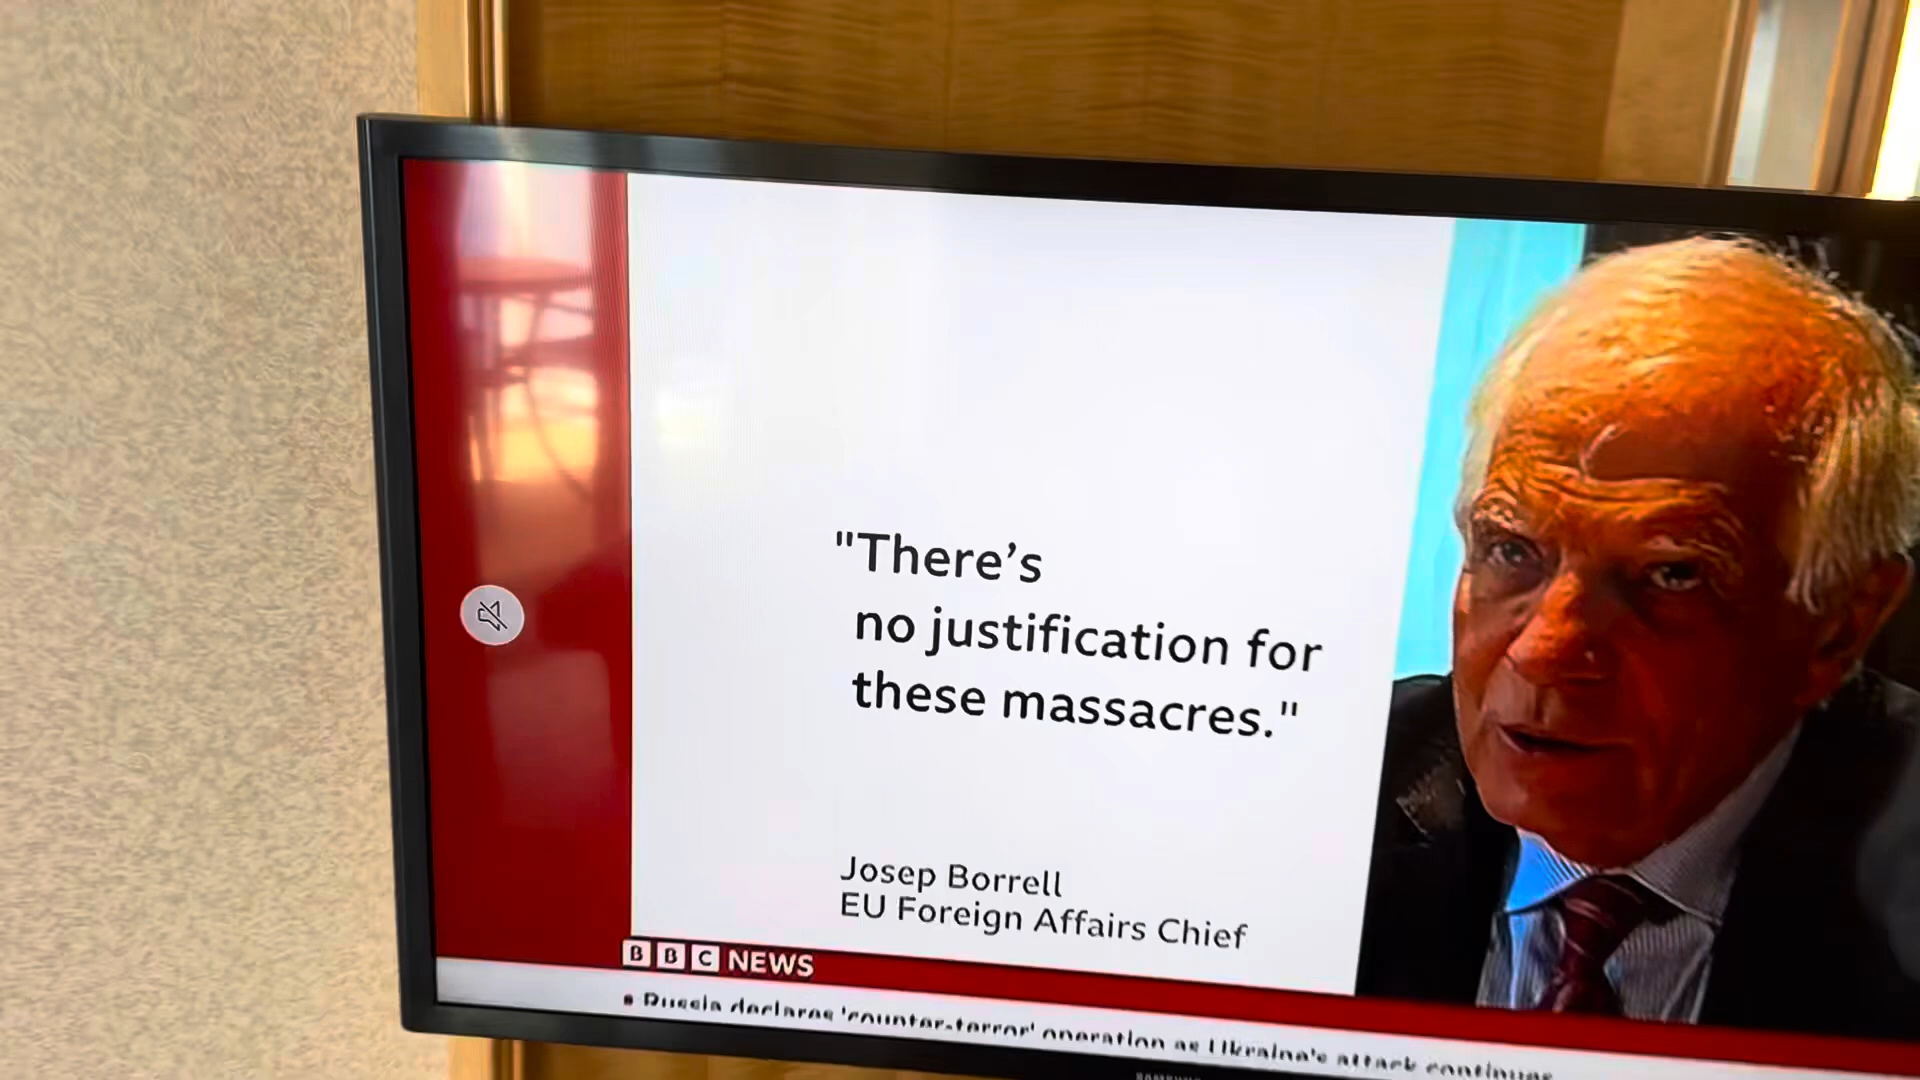 "There's
no justification for
these massacres."
Josep Borrell
EU Foreign Affairs Chief
BBC NEWS
Russia declares 'counter-terror' operation as Ukraine's attack continues
SAMSUNG